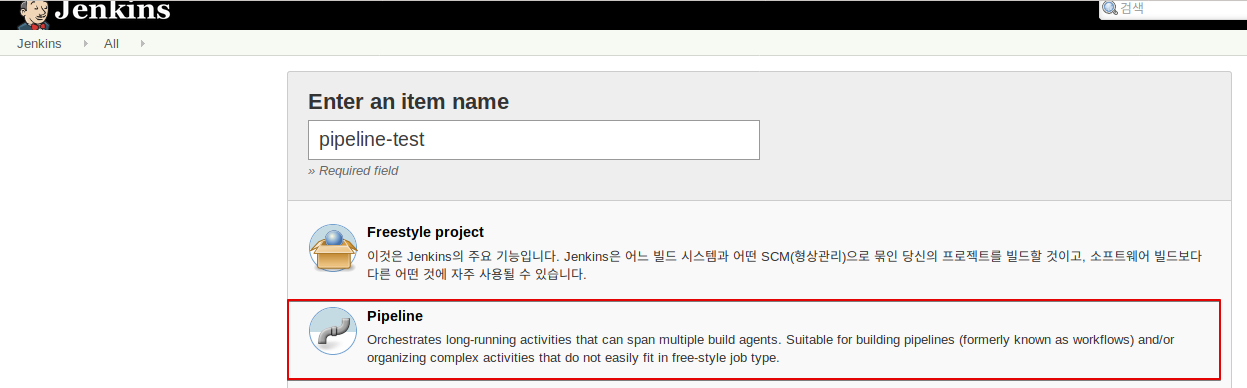 Jenkins
검색
Jenkins
All
Enter an item name
pipeline-test
» Required field
Freestyle project
이것은 Jenkins의 주요 기능입니다. Jenkins은 어느 빌드 시스템과 어떤 SCM(형상관리)으로 묶인 당신의 프로젝트를 빌드할 것이고, 소프트웨어 빌드보다
다른 어떤 것에 자주 사용될 수 있습니다.
Pipeline
Orchestrates long-running activities that can span multiple build agents. Suitable for building pipelines (formerly known as workflows) and/or
organizing complex activities that do not easily fit in free-style job type.